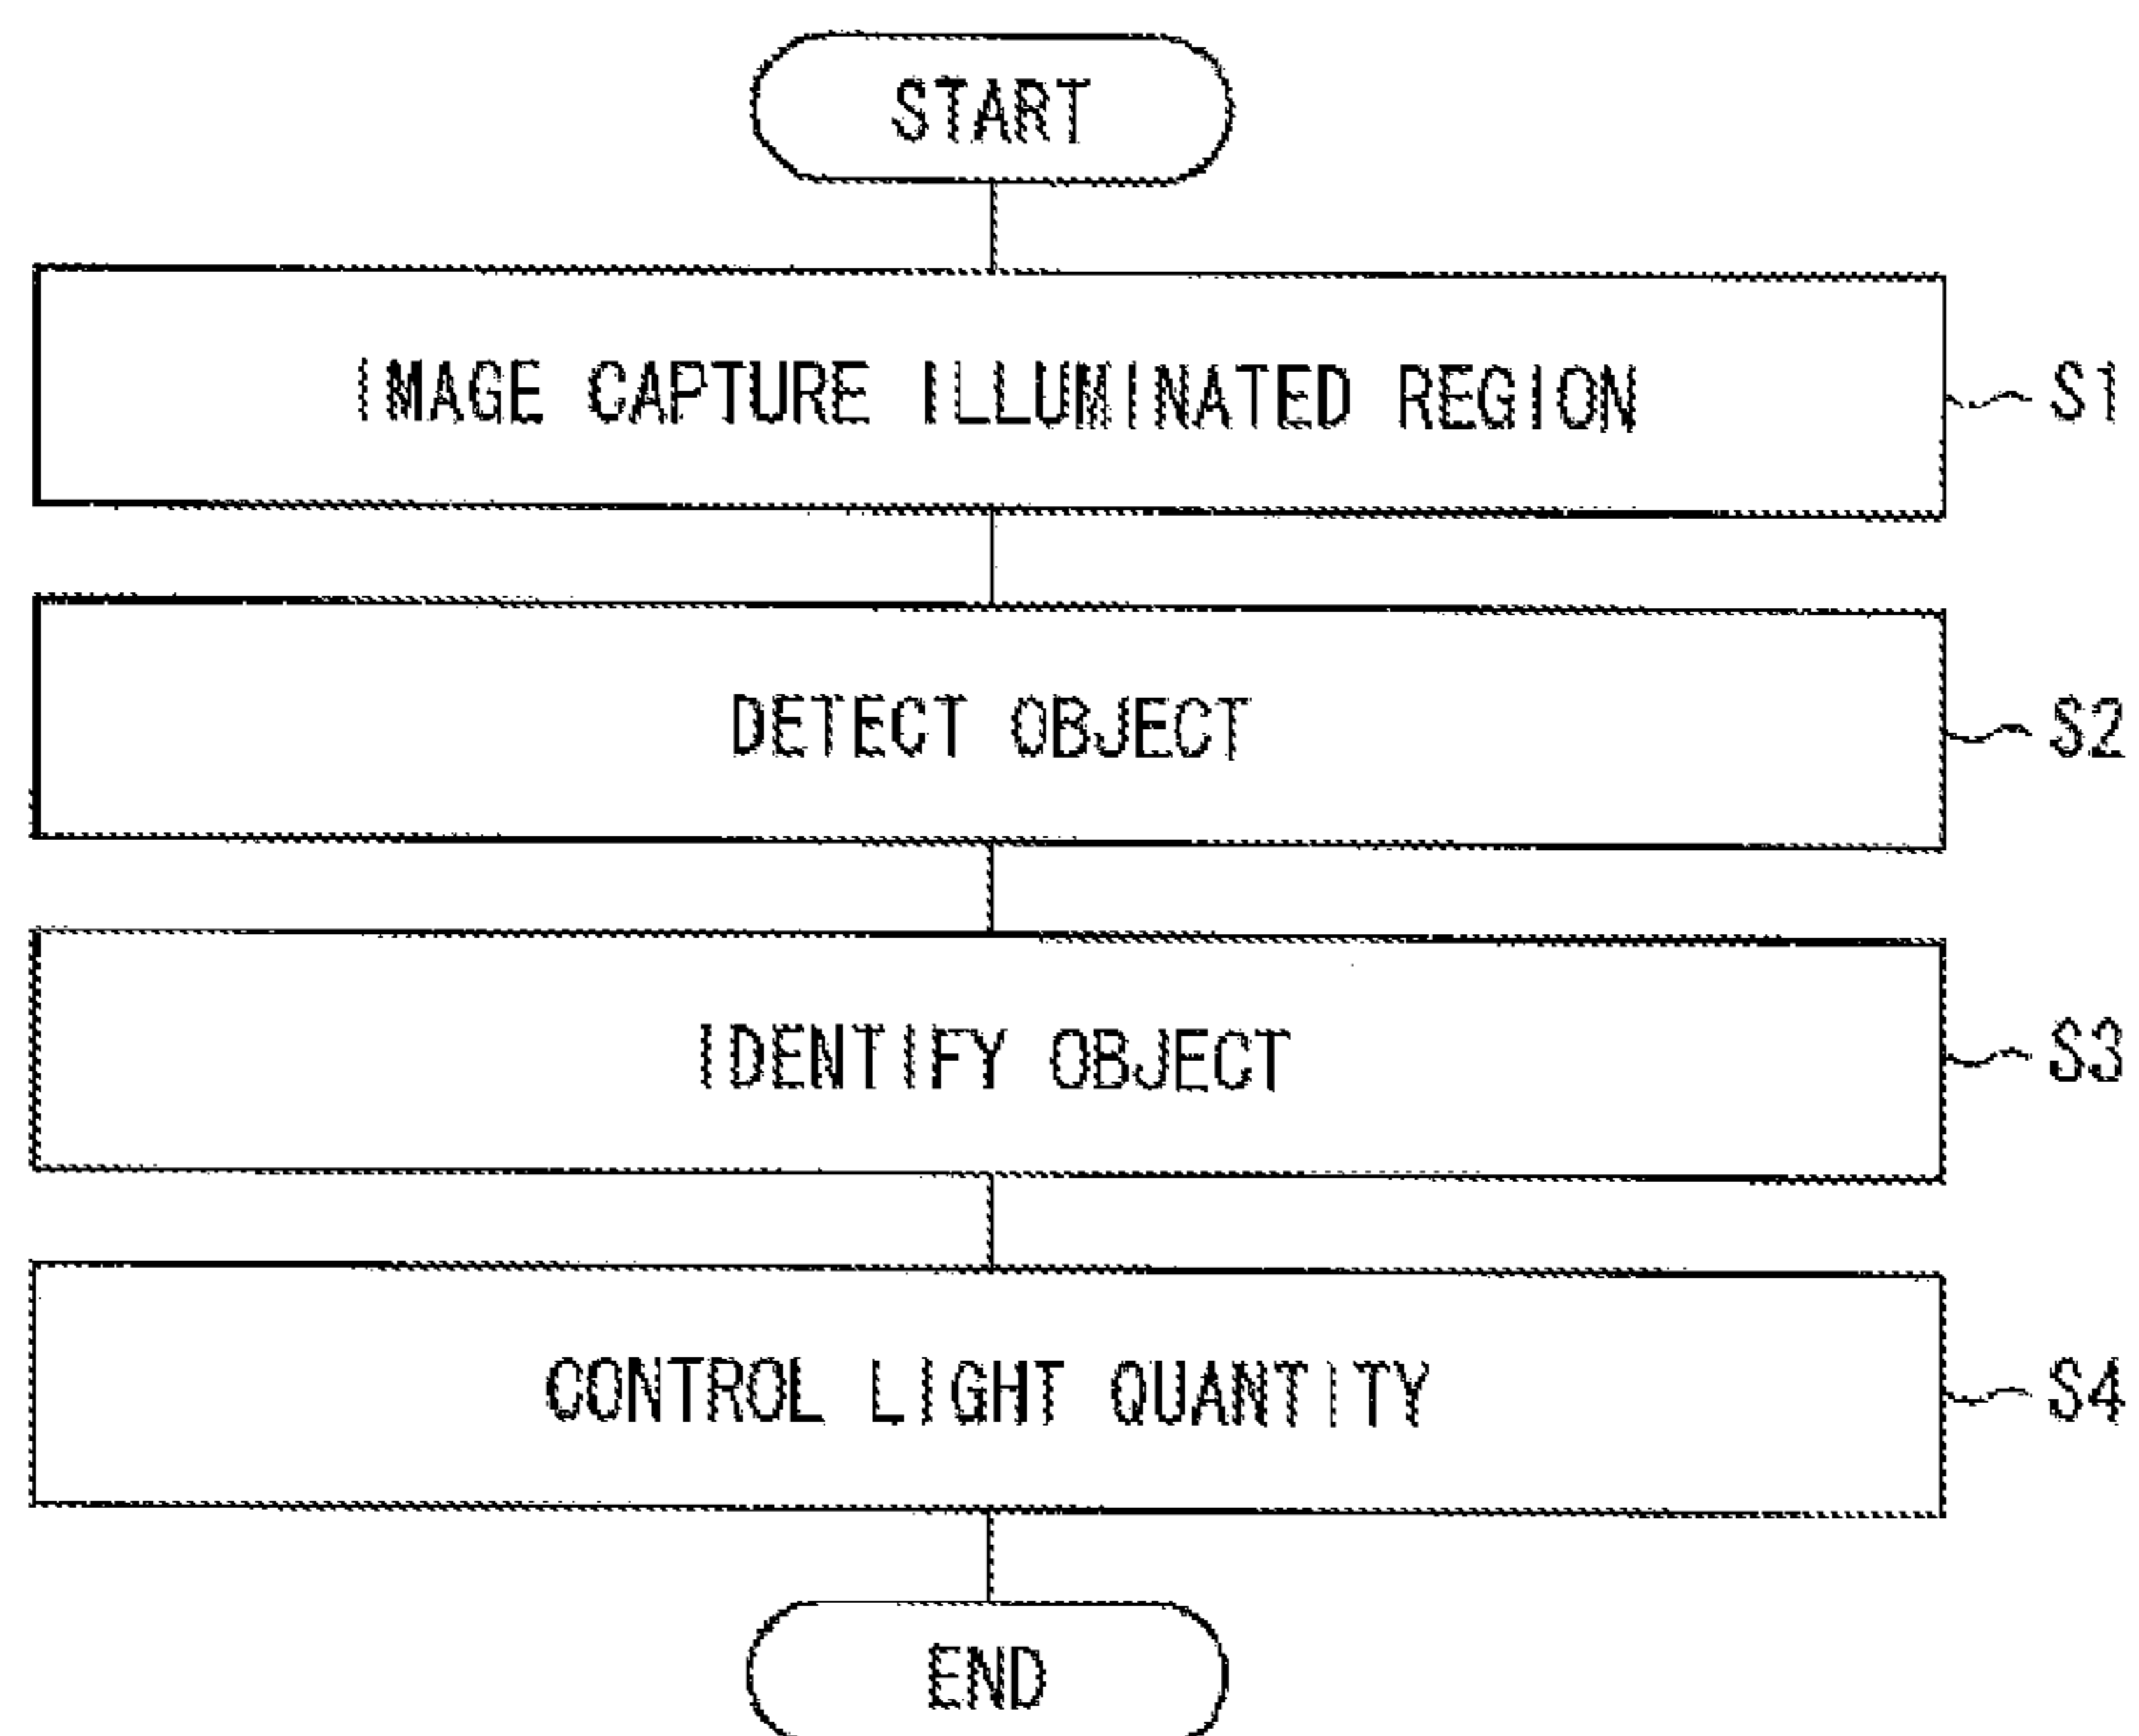 START
IMAGE CAPTURE ILLUMINATED REGION
S1
DETECT OBJECT
S2
IDENTIFY OBJECT
S3
CONTROL LIGHT QUANTITY
S4
END